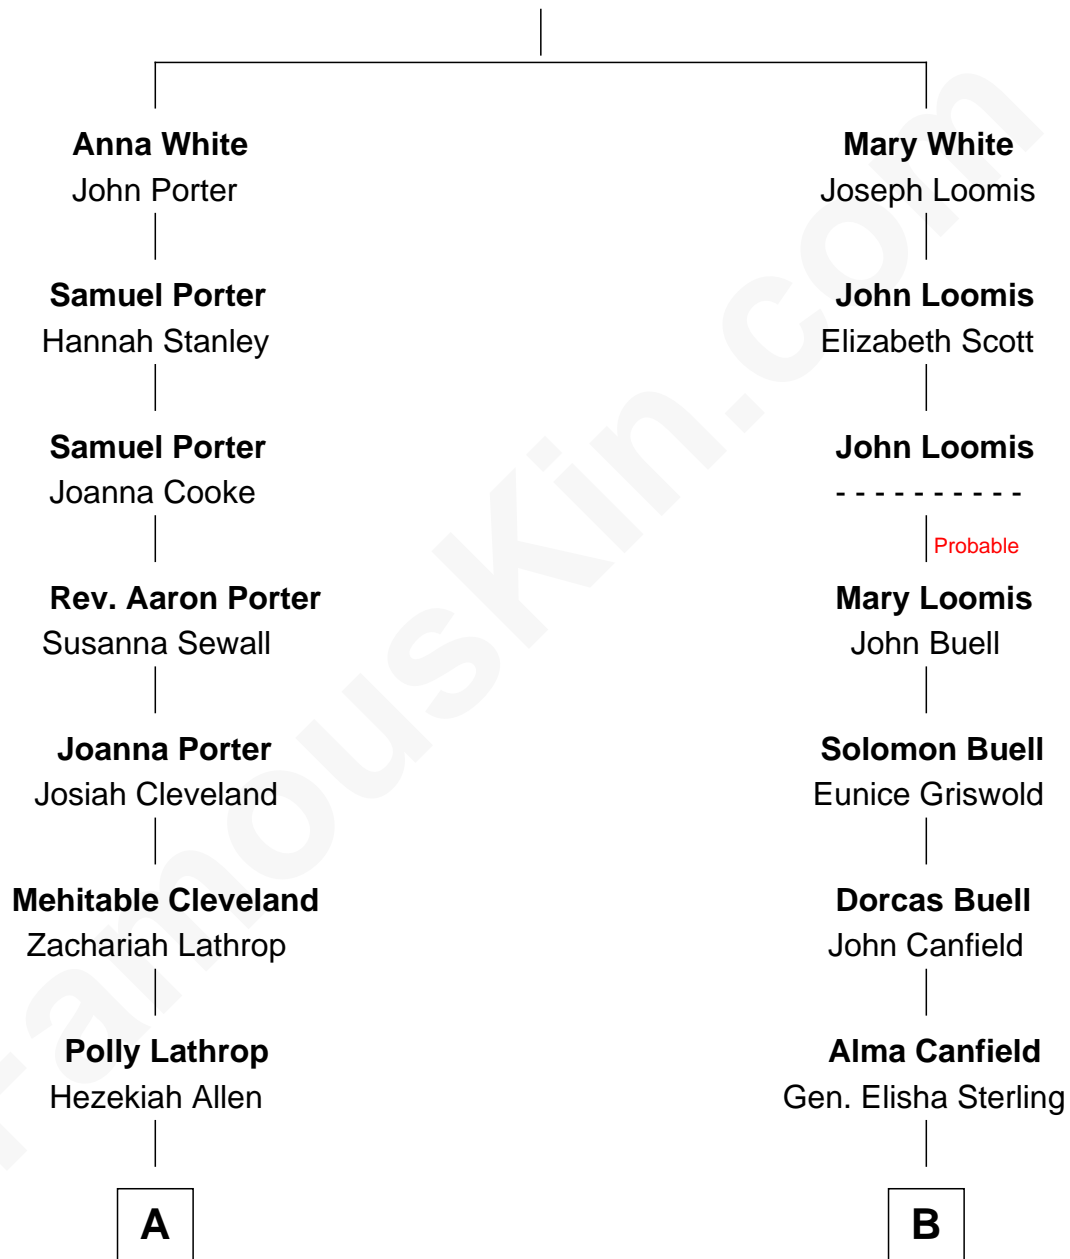 Anna White
John Porter
Samuel Porter
Hannah Stanley
Samuel Porter
Joanna Cooke
Rev. Aaron Porter
Susanna Sewall
Joanna Porter
Josiah Cleveland
Mehitable Cleveland
Zachariah Lathrop
Polly Lathrop
Hezekiah Allen
A
Mary White
Joseph Loomis
John Loomis
Elizabeth Scott
John Loomis
- - - - - - - - - -
Probable
Mary Loomis
John Buell
Solomon Buell
Eunice Griswold
Dorcas Buell
John Canfield
Alma Canfield
Gen. Elisha Sterling
B
FamousKin.com